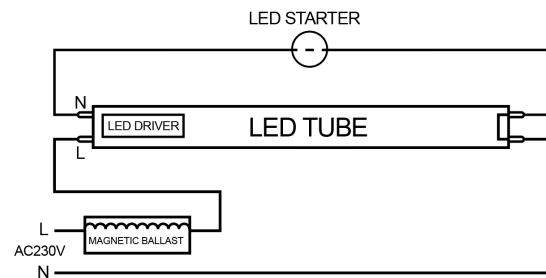 LED STARTER
N
LED DRIVER
LED TUBE
L
L
AC230V
MAGNETIC BALLAST
N